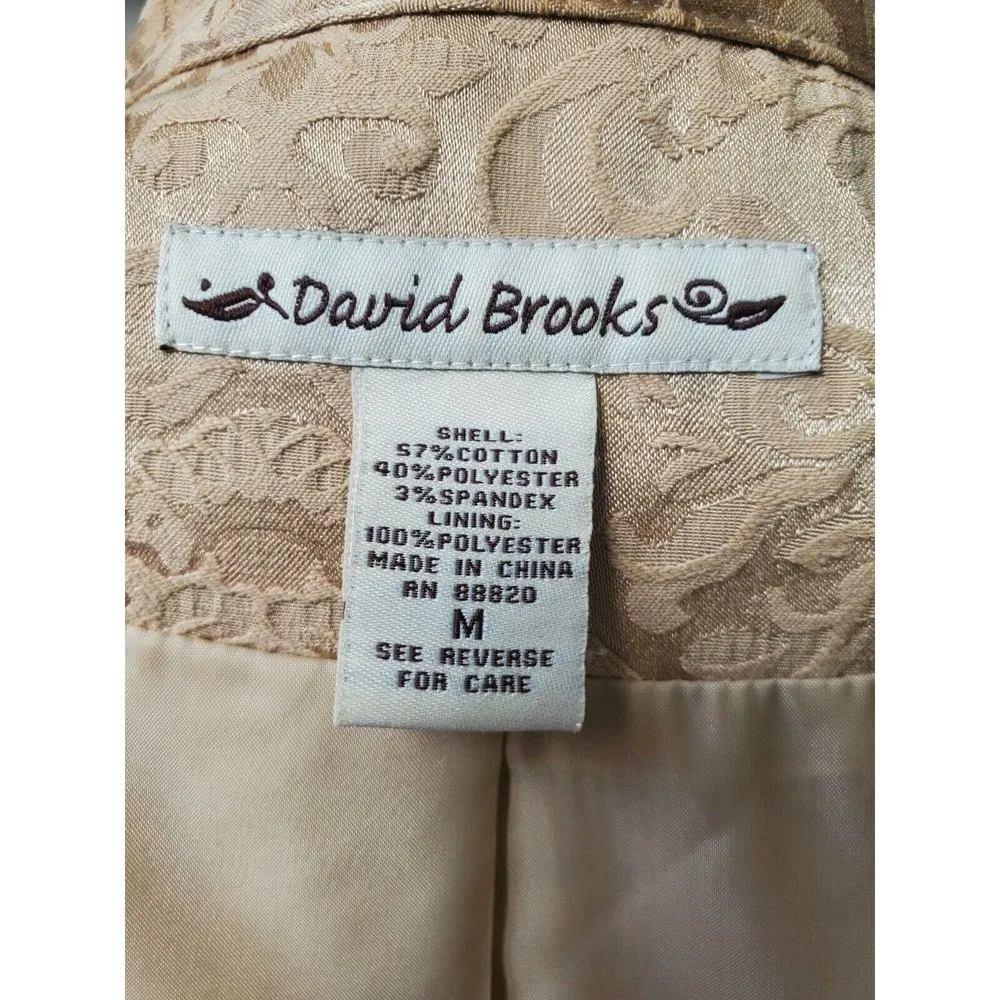 David Brooks
SHELL:
57%COTTON
40%POLYESTER
3%SPANDEX
LINING:
100%POLYESTER
MADE IN CHINA
RN 88820
M
SEE REVERSE
FOR CARE